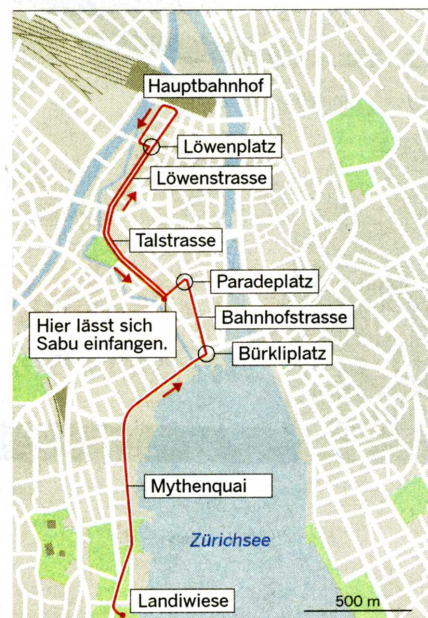 Hauptbahnhof
Löwenplatz
Löwenstrasse
Talstrasse
Paradeplatz
Hier lässt sich
Sabu einfangen.
Bahnhofstrasse
Bürkliplatz
Mythenquai
Zürichsee
Landiwiese
500 m